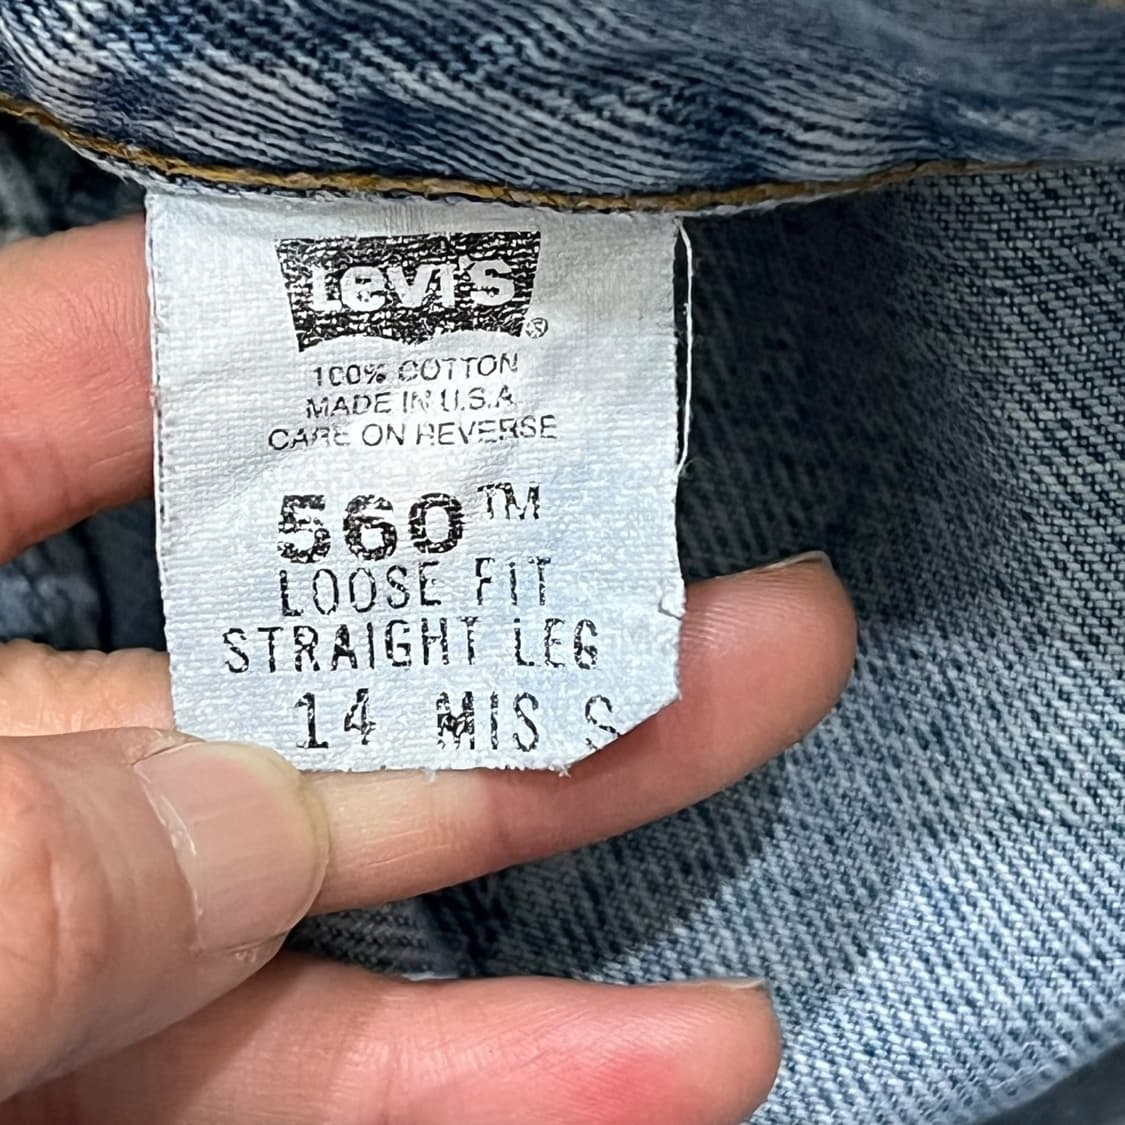 Levi's ®
100% COTTON
MADE IN U.S.A.
CARE ON REVERSE
560™
LOOSE FIT
STRAIGHT LEG
14 MIS S